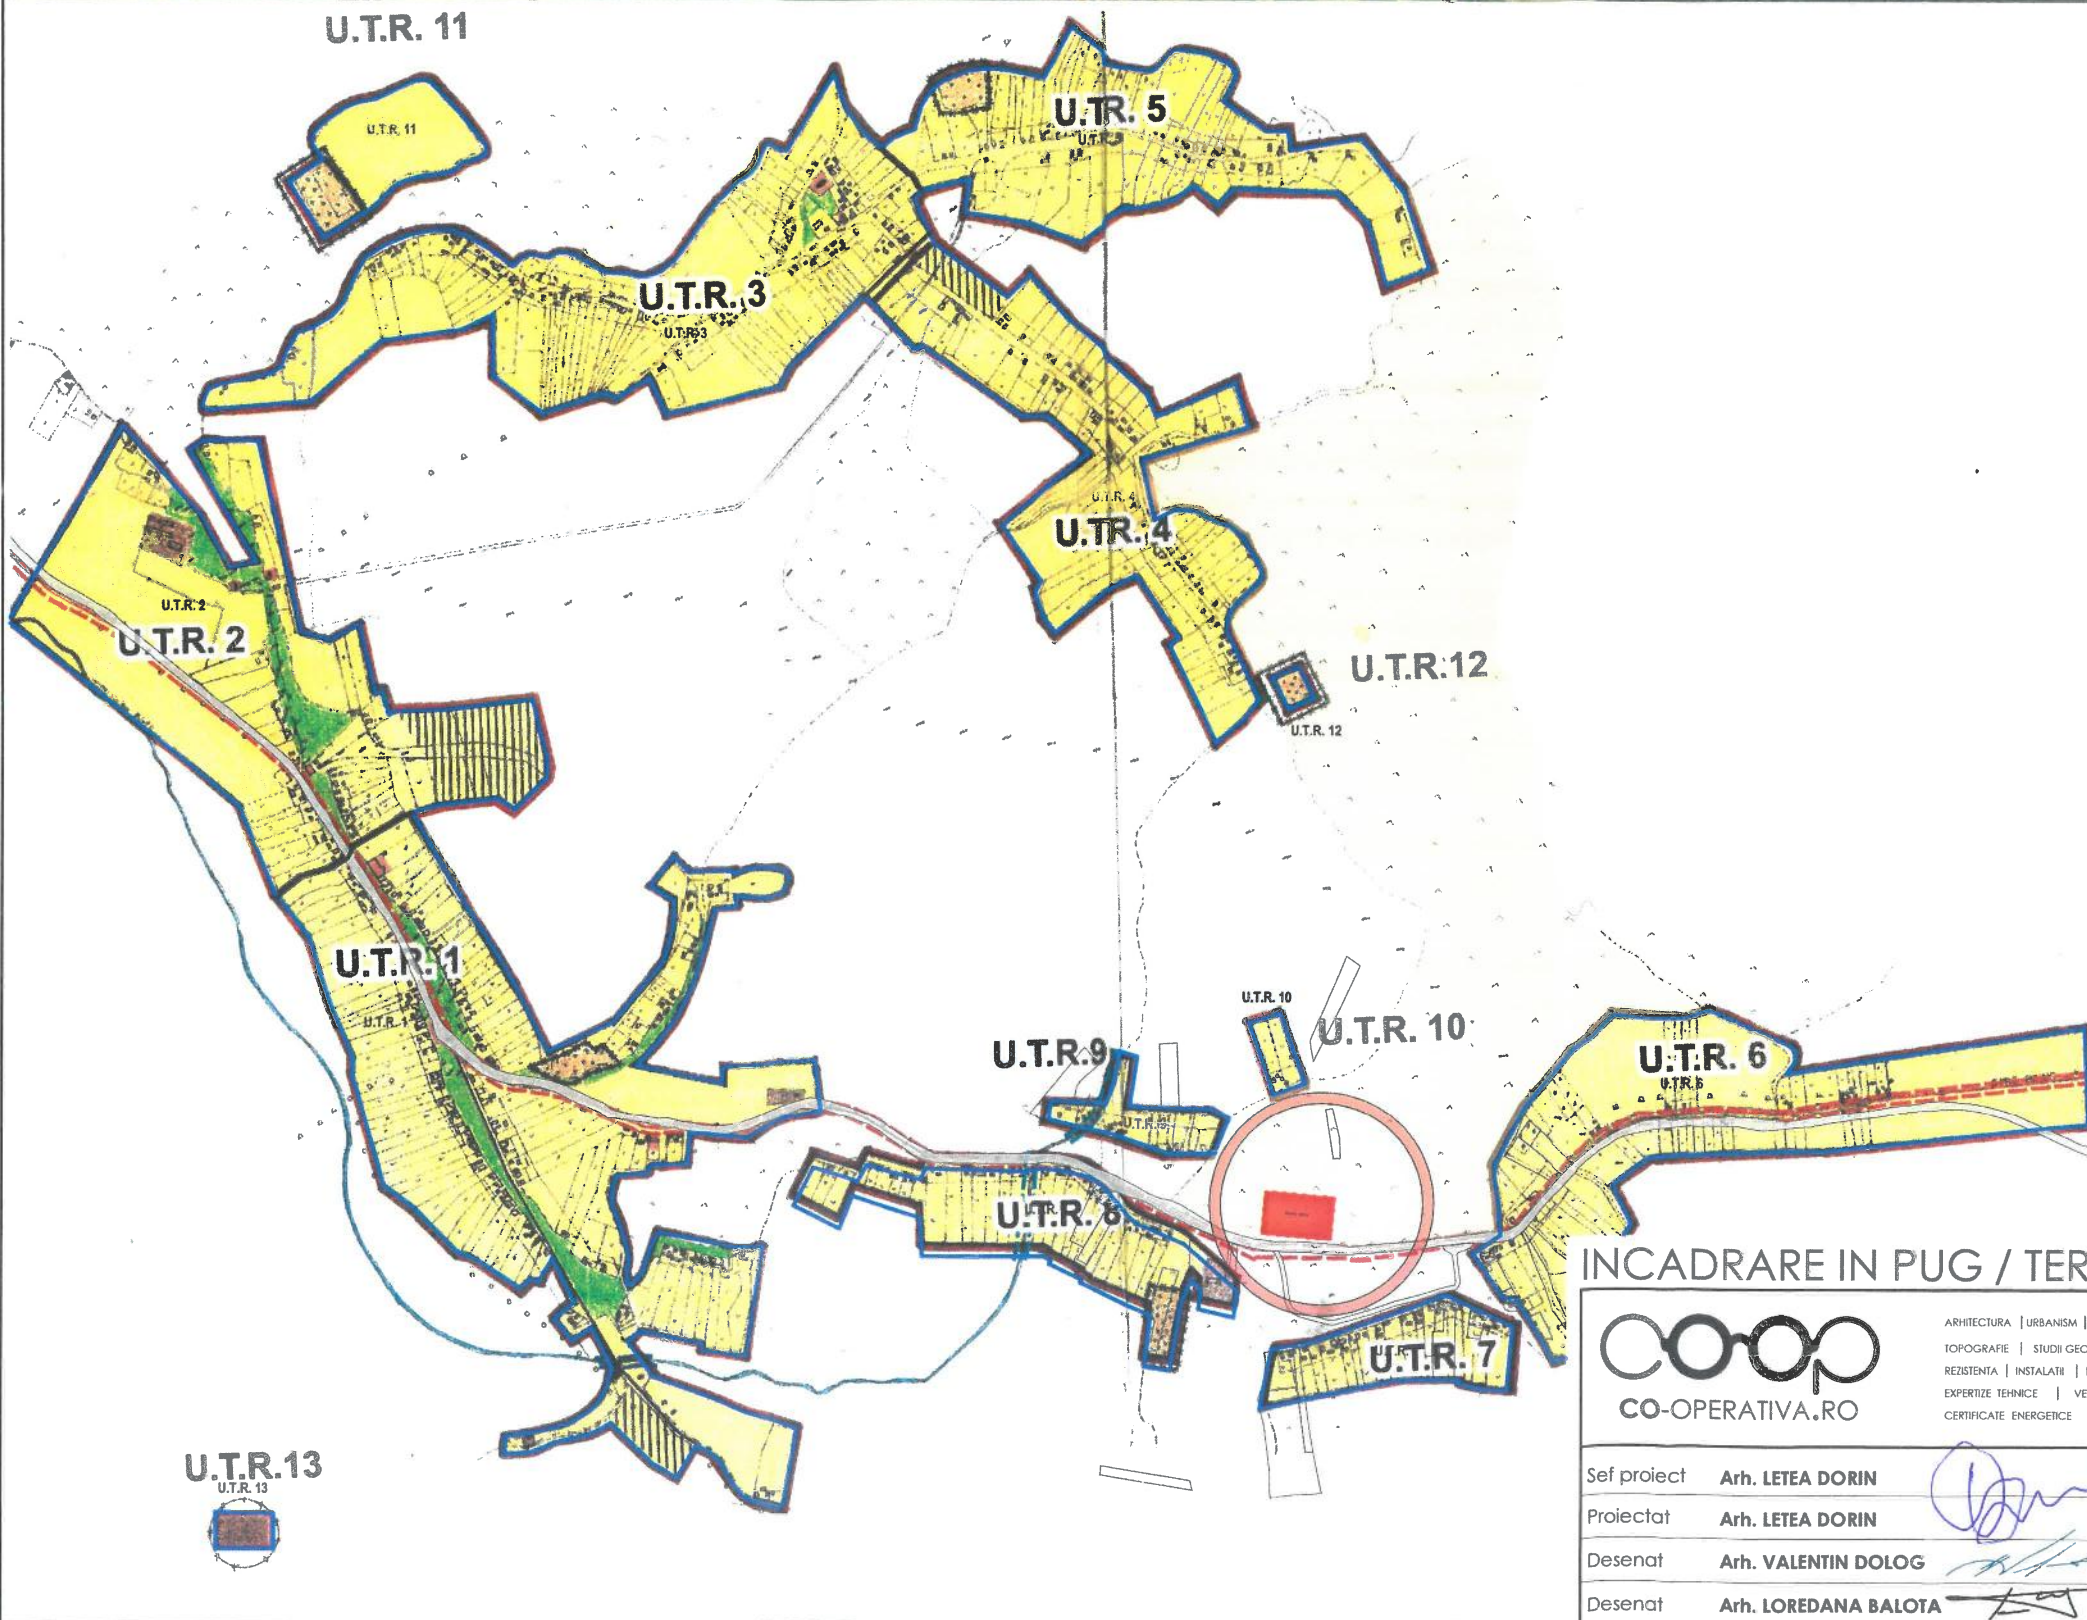 U.T.R. 11
U.T.R. 11
U.T.R. 5
U.T.R. 3
U.T.R. 3
U.T.R. 4
U.T.R. 4
U.T.R. 2
U.T.R. 2
U.T.R. 12
U.T.R. 12
U.T.R. 1
U.T.R. 1
U.T.R. 10
U.T.R. 10
U.T.R. 9
U.T.R. 6
U.T.R. 6
U.T.R. 8
U.T.R. 7
U.T.R. 13
U.T.R. 13
INCADRARE IN PUG / TER
COOP
CO-OPERATIVA.RO
ARHITECTURA | URBANISM |
TOPOGRAFIE | STUDII GEO
REZISTENTA | INSTALATII |
EXPERTIZE TEHNICE | VE
CERTIFICATE ENERGETICE
Sef proiect Arh. LETEA DORIN
Proiectat Arh. LETEA DORIN
Desenat Arh. VALENTIN DOLOG
Desenat Arh. LOREDANA BALOTA